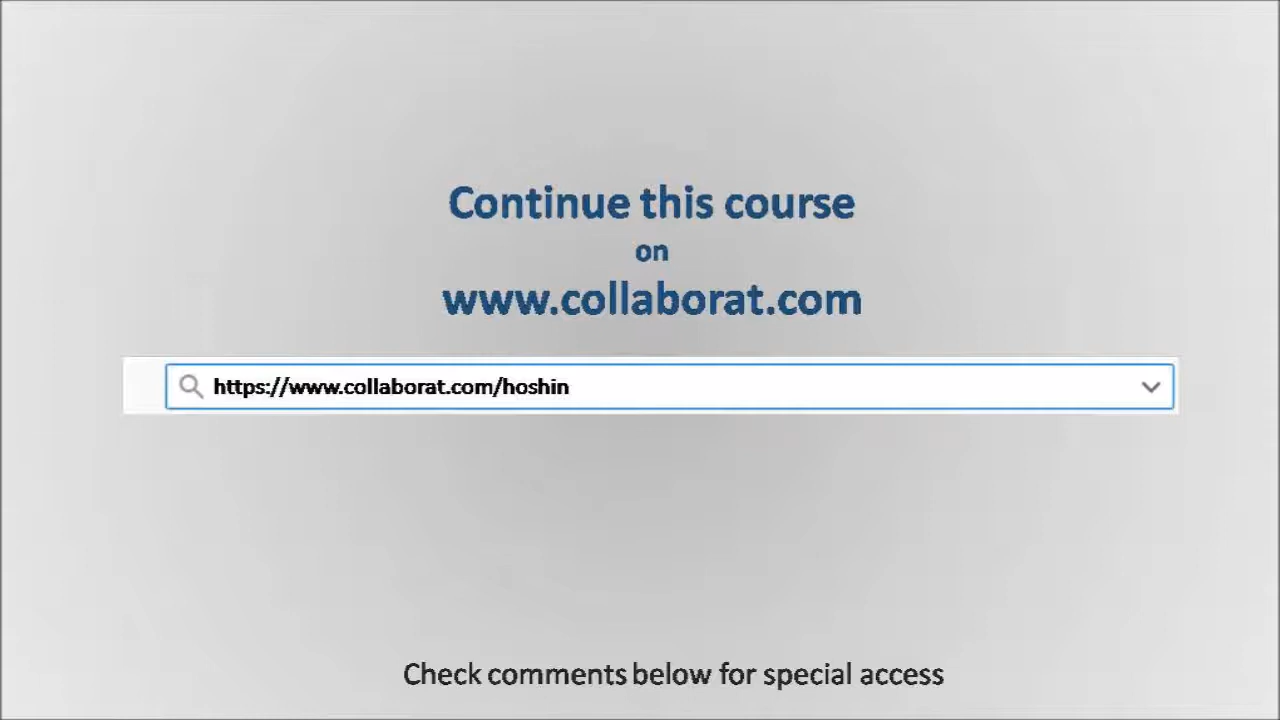 Continue this course
on
www.collaborat.com
https://www.collaborat.com/hoshin
Check comments below for special access